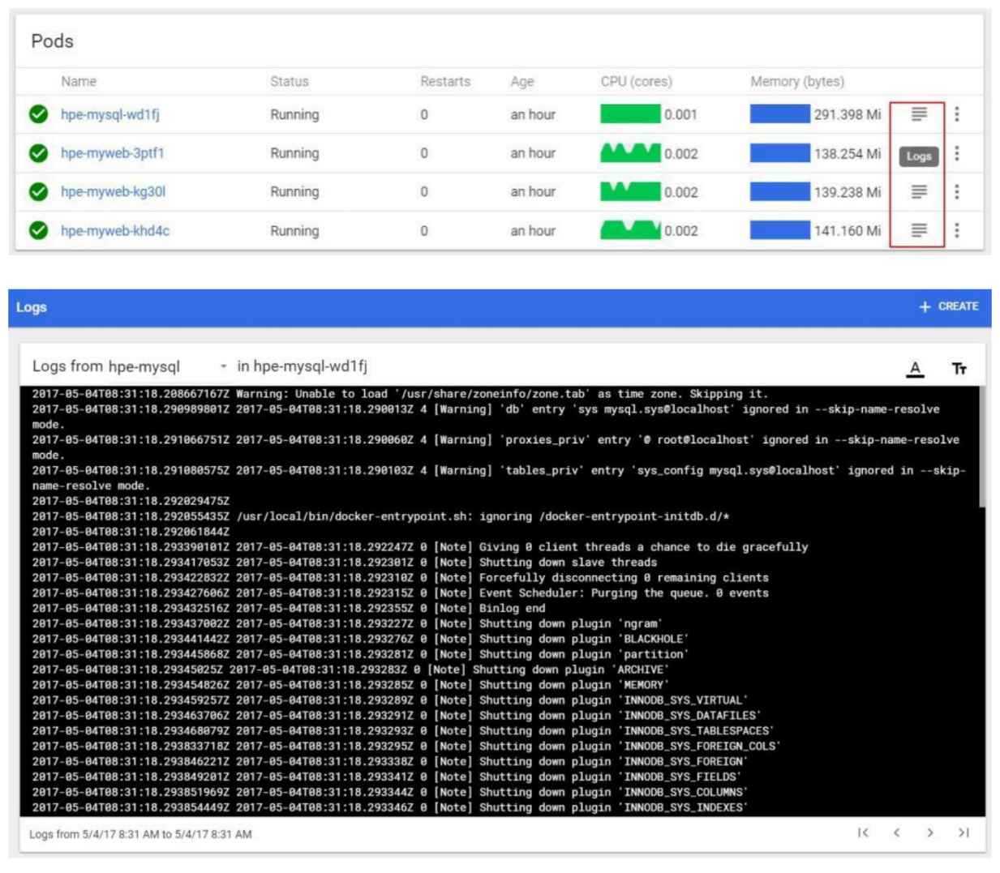 Pods
Name Status Restarts Age CPU (cores) Memory (bytes)
hpe-mysql-wd1fj Running 0 an hour 0.001 291.398 Mi
hpe-myweb-3ptf1 Running 0 an hour 0.002 138.254 Mi Logs
hpe-myweb-kg30l Running 0 an hour 0.002 139.238 Mi
hpe-myweb-khd4c Running 0 an hour 0.002 141.160 Mi
Logs + CREATE
Logs from hpe-mysql in hpe-mysql-wd1fj A Tт
2017-05-04T08:31:18.208667167Z Warning: Unable to load '/usr/share/zoneinfo/zone.tab' as time zone. Skipping it.
2017-05-04T08:31:18.290989801Z 2017-05-04T08:31:18.290013Z 4 [Warning] 'db' entry 'sys mysql.sys@localhost' ignored in --skip-name-resolve
mode.
2017-05-04T08:31:18.291066751Z 2017-05-04T08:31:18.290060Z 4 [Warning] 'proxies_priv' entry '@ root@localhost' ignored in --skip-name-resolve
mode.
2017-05-04T08:31:18.291080575Z 2017-05-04T08:31:18.290103Z 4 [Warning] 'tables_priv' entry 'sys_config mysql.sys@localhost' ignored in --skip-
name-resolve mode.
2017-05-04T08:31:18.292029475Z
2017-05-04T08:31:18.292055435Z /usr/local/bin/docker-entrypoint.sh: ignoring /docker-entrypoint-initdb.d/*
2017-05-04T08:31:18.292061844Z
2017-05-04T08:31:18.293390101Z 2017-05-04T08:31:18.292247Z 0 [Note] Giving 0 client threads a chance to die gracefully
2017-05-04T08:31:18.293417053Z 2017-05-04T08:31:18.292301Z 0 [Note] Shutting down slave threads
2017-05-04T08:31:18.293422832Z 2017-05-04T08:31:18.292310Z 0 [Note] Forcefully disconnecting 0 remaining clients
2017-05-04T08:31:18.293427606Z 2017-05-04T08:31:18.292315Z 0 [Note] Event Scheduler: Purging the queue. 0 events
2017-05-04T08:31:18.293432516Z 2017-05-04T08:31:18.292355Z 0 [Note] Binlog end
2017-05-04T08:31:18.293437002Z 2017-05-04T08:31:18.293227Z 0 [Note] Shutting down plugin 'ngram'
2017-05-04T08:31:18.293441442Z 2017-05-04T08:31:18.293276Z 0 [Note] Shutting down plugin 'BLACKHOLE'
2017-05-04T08:31:18.293445868Z 2017-05-04T08:31:18.293281Z 0 [Note] Shutting down plugin 'partition'
2017-05-04T08:31:18.29345025Z 2017-05-04T08:31:18.293283Z 0 [Note] Shutting down plugin 'ARCHIVE'
2017-05-04T08:31:18.293454826Z 2017-05-04T08:31:18.293285Z 0 [Note] Shutting down plugin 'MEMORY'
2017-05-04T08:31:18.293459257Z 2017-05-04T08:31:18.293289Z 0 [Note] Shutting down plugin 'INNODB_SYS_VIRTUAL'
2017-05-04T08:31:18.293463706Z 2017-05-04T08:31:18.293291Z 0 [Note] Shutting down plugin 'INNODB_SYS_DATAFILES'
2017-05-04T08:31:18.293468079Z 2017-05-04T08:31:18.293293Z 0 [Note] Shutting down plugin 'INNODB_SYS_TABLESPACES'
2017-05-04T08:31:18.293833718Z 2017-05-04T08:31:18.293295Z 0 [Note] Shutting down plugin 'INNODB_SYS_FOREIGN_COLS'
2017-05-04T08:31:18.293846221Z 2017-05-04T08:31:18.293338Z 0 [Note] Shutting down plugin 'INNODB_SYS_FOREIGN'
2017-05-04T08:31:18.293849201Z 2017-05-04T08:31:18.293341Z 0 [Note] Shutting down plugin 'INNODB_SYS_FIELDS'
2017-05-04T08:31:18.293851969Z 2017-05-04T08:31:18.293344Z 0 [Note] Shutting down plugin 'INNODB_SYS_COLUMNS'
2017-05-04T08:31:18.293854449Z 2017-05-04T08:31:18.293346Z 0 [Note] Shutting down plugin 'INNODB_SYS_INDEXES'
Logs from 5/4/17 8:31 AM to 5/4/17 8:31 AM